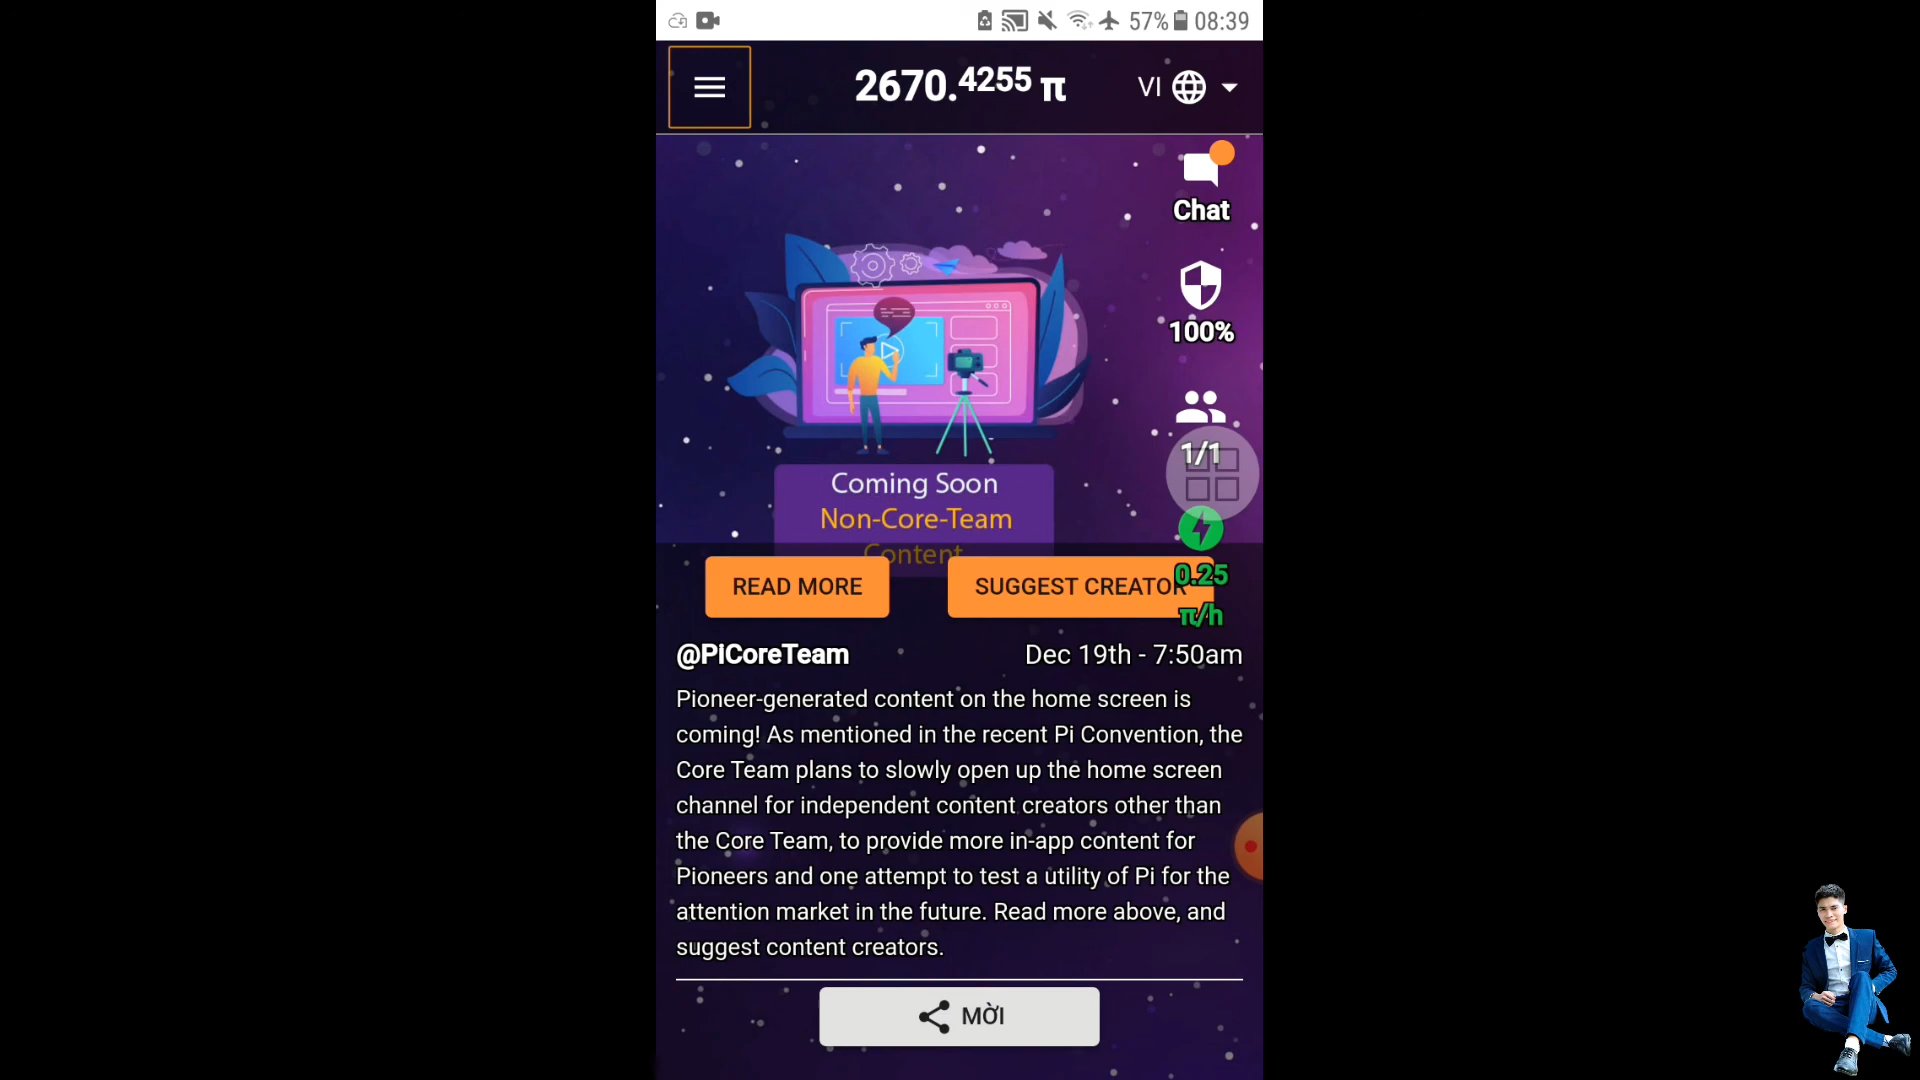 57% 08:39
2670.4255 π VI
Chat
100%
1/1
Coming Soon
Non-Core-Team
Content
READ MORE SUGGEST CREATOR
0.25
π/h
@PiCoreTeam Dec 19th - 7:50am
Pioneer-generated content on the home screen is
coming! As mentioned in the recent Pi Convention, the
Core Team plans to slowly open up the home screen
channel for independent content creators other than
the Core Team, to provide more in-app content for
Pioneers and one attempt to test a utility of Pi for the
attention market in the future. Read more above, and
suggest content creators.
MỜI